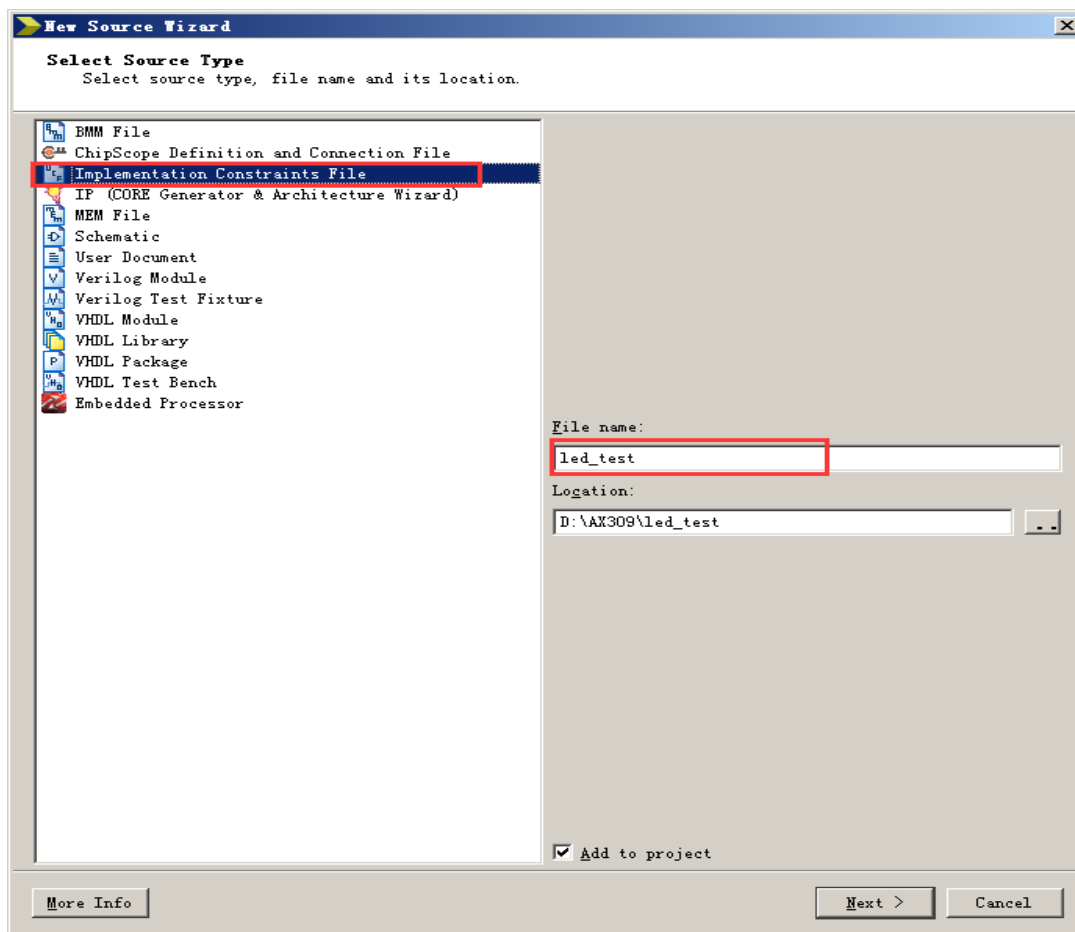 New Source Wizard
Select Source Type
Select source type, file name and its location.
BMM File
ChipScope Definition and Connection File
Implementation Constraints File
IP (CORE Generator & Architecture Wizard)
MEM File
Schematic
User Document
Verilog Module
Verilog Test Fixture
VHDL Module
VHDL Library
VHDL Package
VHDL Test Bench
Embedded Processor
File name:
led_test
Location:
D:\AX309\led_test
..
Add to project
More Info
Next >
Cancel